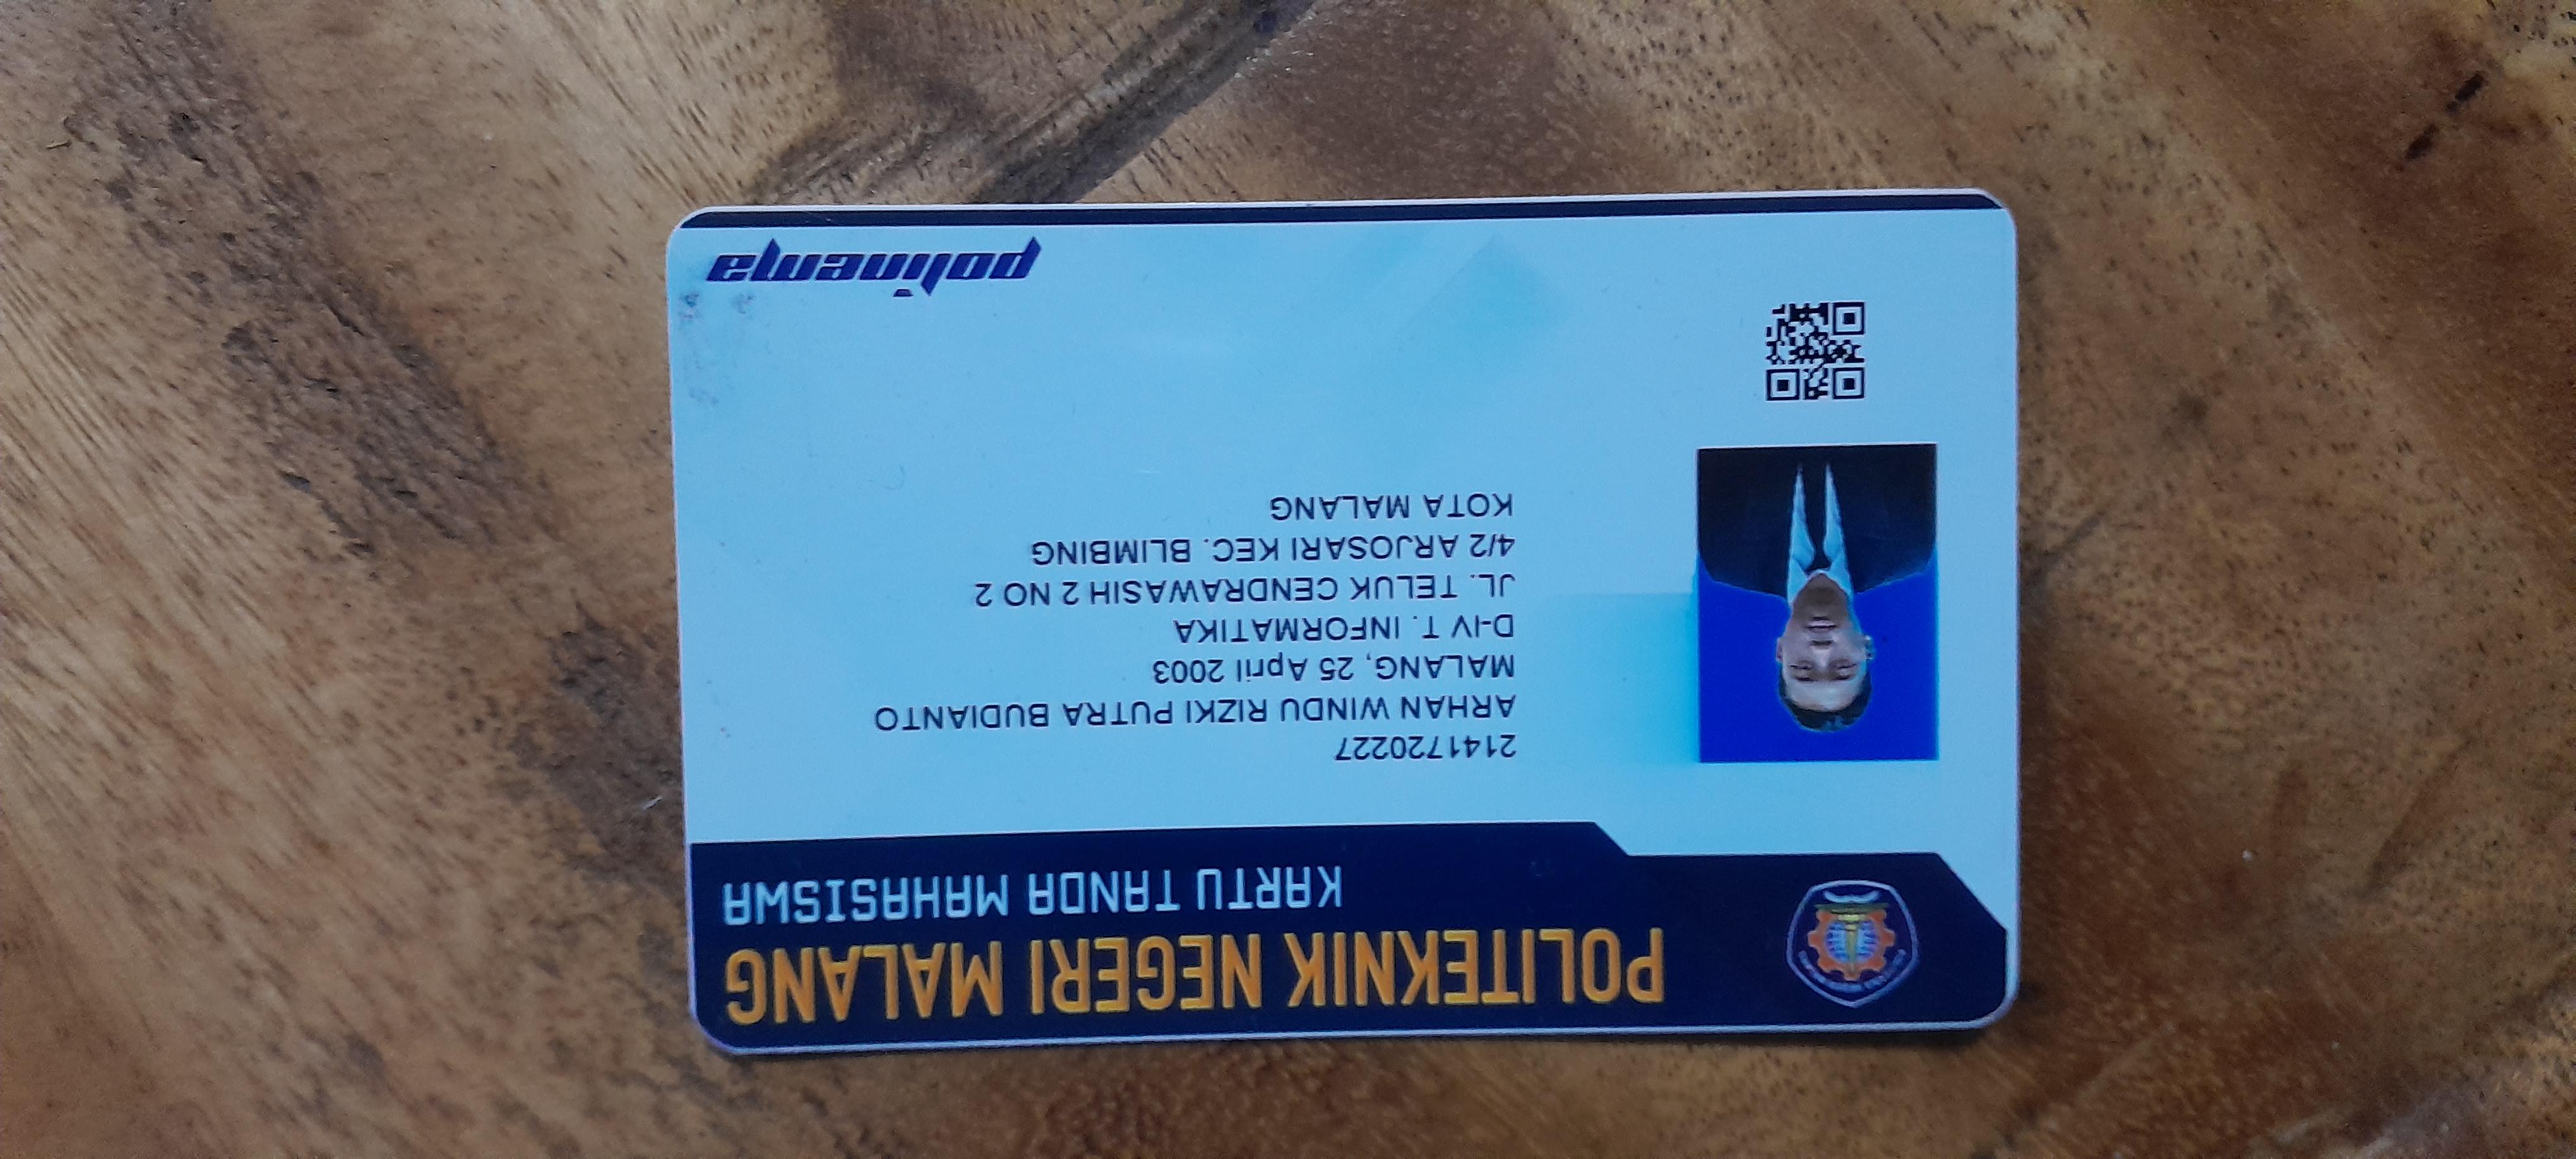 POLITEKNIK NEGERI MALANG
KARTU TANDA MAHASISWA
2141720227
ARHAN WINDU RIZKI PUTRA BUDIANTO
MALANG, 25 April 2003
D-IV T. INFORMATIKA
JL. TELUK CENDRAWASIH 2 NO 2
4/2 ARJOSARI KEC. BLIMBING
KOTA MALANG
polinema